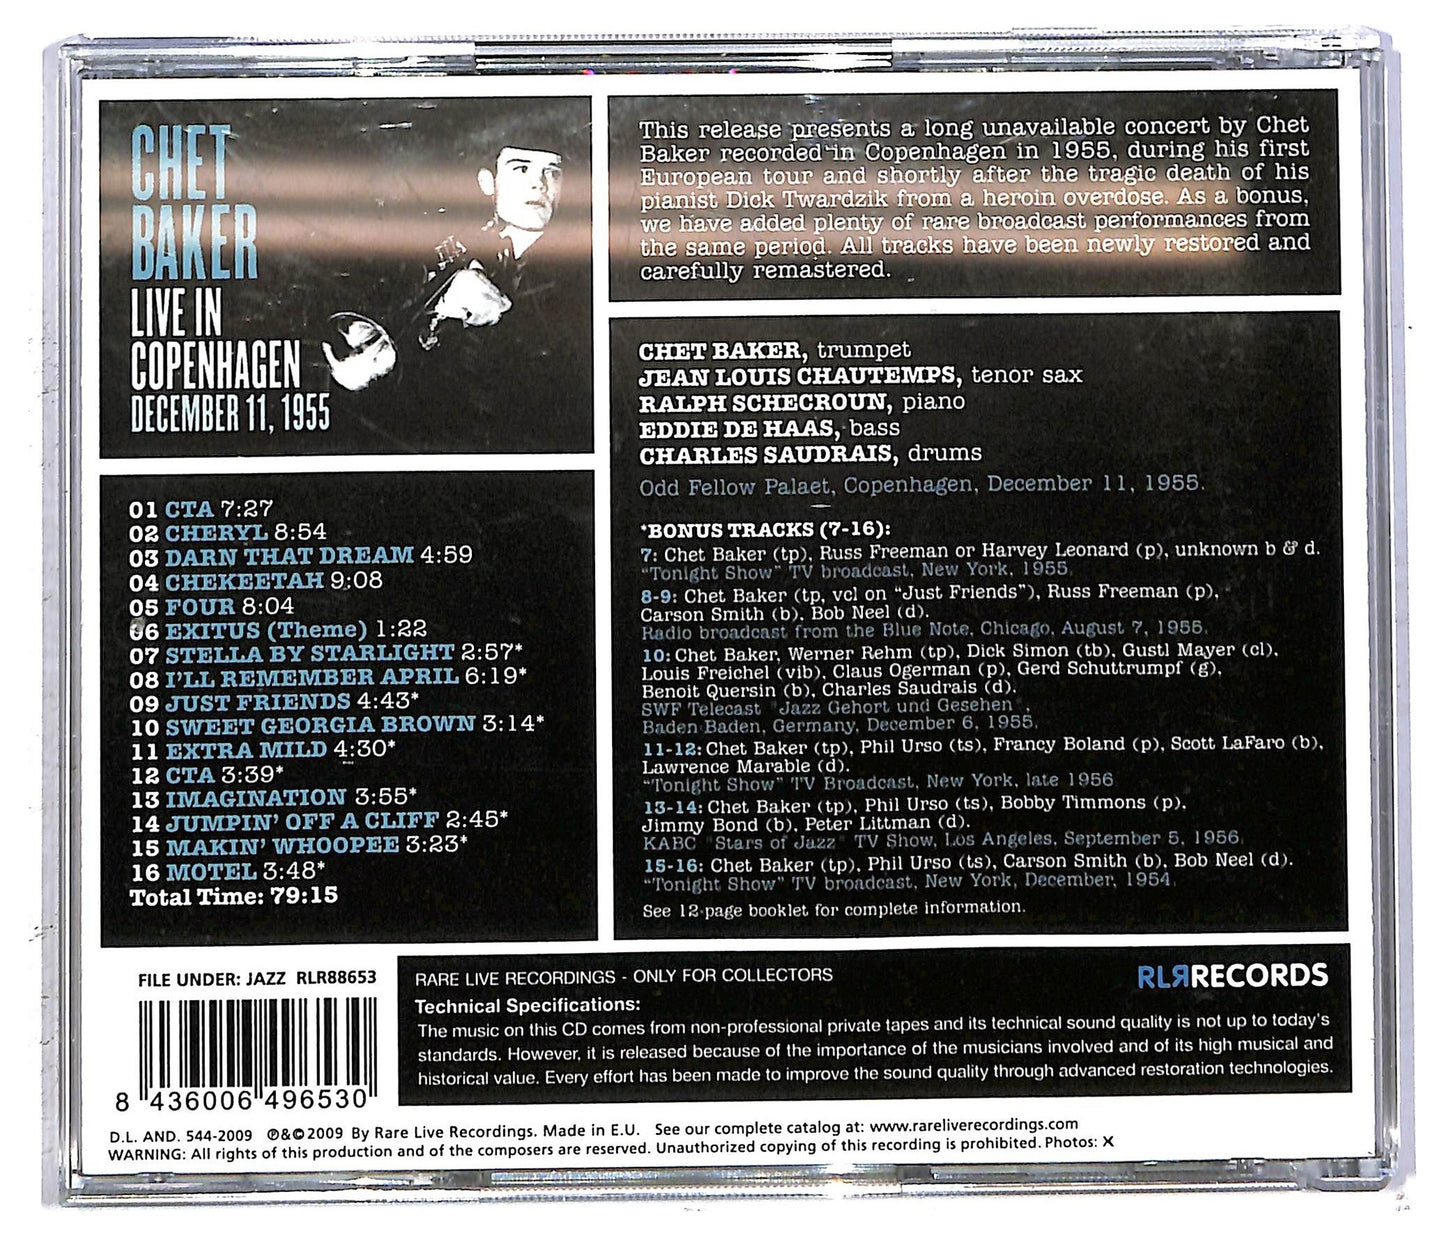 CHET
BAKER
LIVE IN
COPENHAGEN
DECEMBER 11, 1955
01 CTA 7:27
02 CHERYL 8:54
03 DARN THAT DREAM 4:59
04 CHEKEETAH 9:08
05 FOUR 8:04
06 EXITUS (Theme) 1:22
07 STELLA BY STARLIGHT 2:57*
08 I'LL REMEMBER APRIL 6:19*
09 JUST FRIENDS 4:43*
10 SWEET GEORGIA BROWN 3:14*
11 EXTRA MILD 4:30*
12 CTA 3:39*
13 IMAGINATION 3:55*
14 JUMPIN' OFF A CLIFF 2:45*
15 MAKIN' WHOOPEE 3:23*
16 MOTEL 3:48*
Total Time: 79:15
This release presents a long unavailable concert by Chet
Baker recorded in Copenhagen in 1955, during his first
European tour and shortly after the tragic death of his
pianist Dick Twardzik from a heroin overdose. As a bonus,
we have added plenty of rare broadcast performances from
the same period. All tracks have been newly restored and
carefully remastered.
CHET BAKER, trumpet
JEAN LOUIS CHAUTEMPS, tenor sax
RALPH SCHECROUN, piano
EDDIE DE HAAS, bass
CHARLES SAUDRAIS, drums
Odd Fellow Palaet, Copenhagen, December 11, 1955.
*BONUS TRACKS (7-16):
7: Chet Baker (tp), Russ Freeman or Harvey Leonard (p), unknown b & d.
"Tonight Show" TV broadcast, New York, 1955.
8-9: Chet Baker (tp, vcl on "Just Friends"), Russ Freeman (p),
Carson Smith (b), Bob Neel (d).
Radio broadcast from the Blue Note, Chicago, August 7, 1955.
10: Chet Baker, Werner Rehm (tp), Dick Simon (tb), Gustl Mayer (cl),
Louis Freichel (vib), Claus Ogerman (p), Gerd Schuttrumpf (g),
Benoit Quersin (b), Charles Saudrais (d).
SWF Telecast "Jazz Gehort und Gesehen",
Baden Baden, Germany, December 6, 1955.
11-12: Chet Baker (tp), Phil Urso (ts), Francy Boland (p), Scott LaFaro (b),
Lawrence Marable (d).
"Tonight Show" TV Broadcast, New York, late 1956
13-14: Chet Baker (tp), Phil Urso (ts), Bobby Timmons (p),
Jimmy Bond (b), Peter Littman (d).
KABC "Stars of Jazz" TV Show, Los Angeles, September 5, 1956.
15-16: Chet Baker (tp), Phil Urso (ts), Carson Smith (b), Bob Neel (d).
"Tonight Show" TV broadcast, New York, December, 1954.
See 12-page booklet for complete information.
FILE UNDER: JAZZ RLR88653
8 436006 496530
RARE LIVE RECORDINGS - ONLY FOR COLLECTORS
RLR RECORDS
Technical Specifications:
The music on this CD comes from non-professional private tapes and its technical sound quality is not up to today's
standards. However, it is released because of the importance of the musicians involved and of its high musical and
historical value. Every effort has been made to improve the sound quality through advanced restoration technologies.
D.L. AND. 544-2009 ℗&©2009 By Rare Live Recordings. Made in E.U. See our complete catalog at: www.rareliverecordings.com
WARNING: All rights of this production and of the composers are reserved. Unauthorized copying of this recording is prohibited. Photos: X